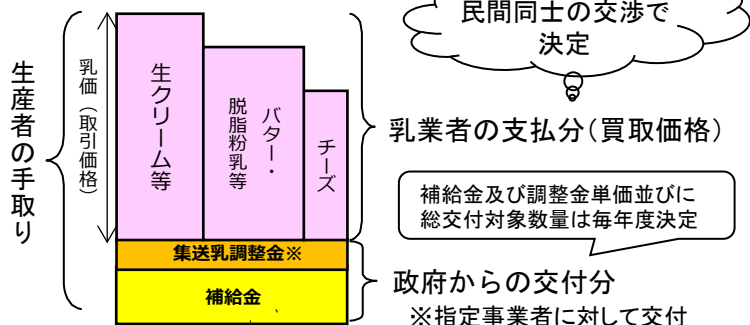 民間同士の交渉で
決定
生産者の手取り
乳価（取引価格）
生クリーム等
バター・
脱脂粉乳等
チーズ
乳業者の支払分（買取価格）
補給金及び調整金単価並びに
総交付対象数量は毎年度決定
集送乳調整金※
補給金
政府からの交付分
※指定事業者に対して交付